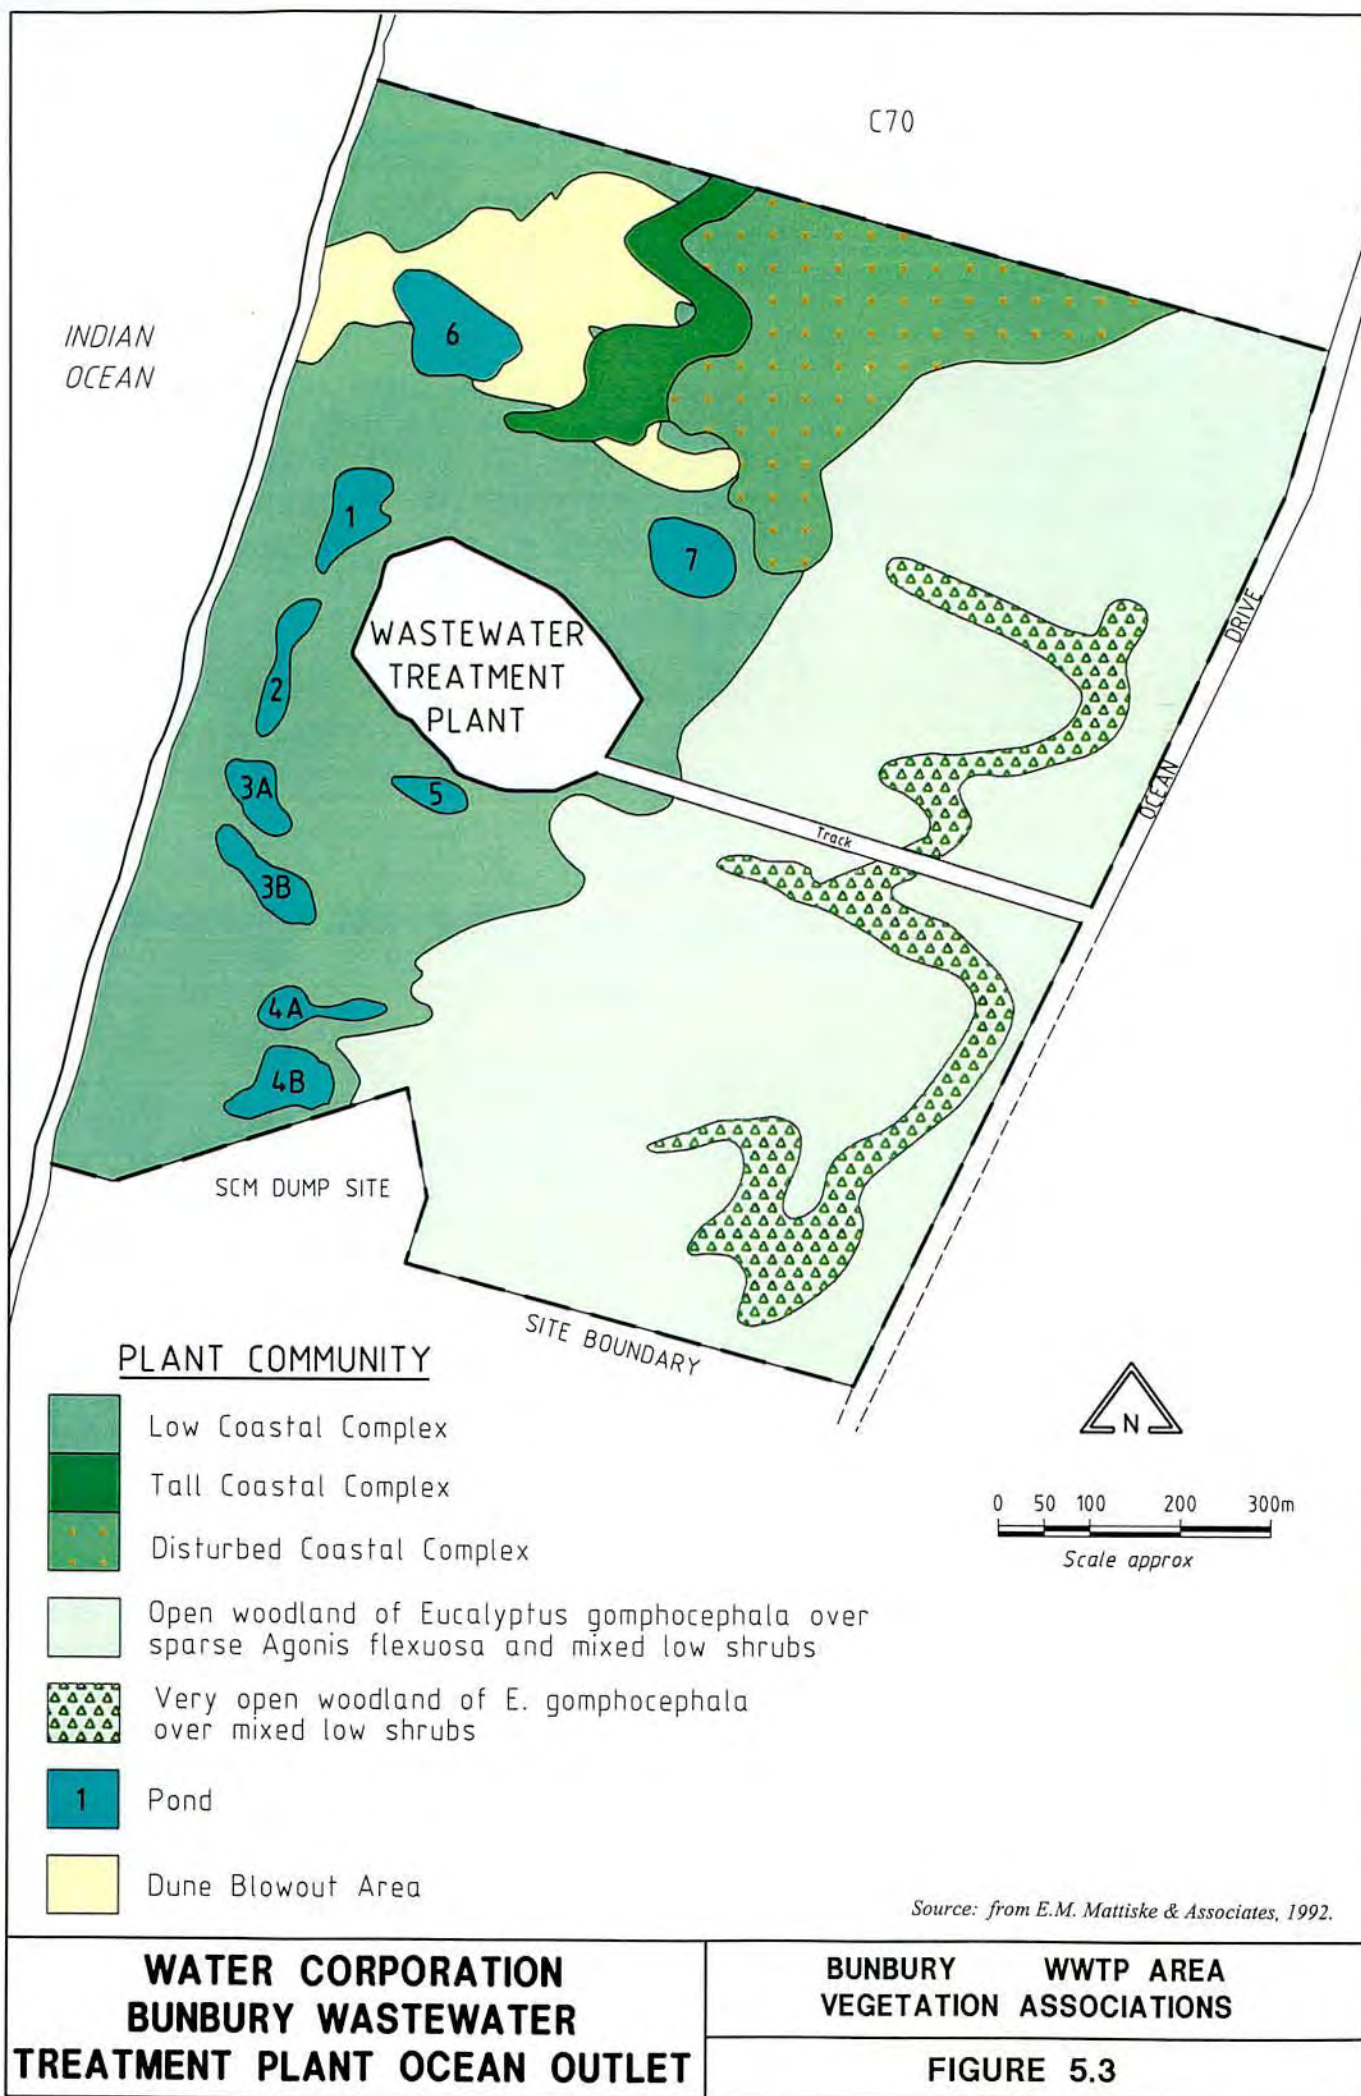 C70
INDIAN
OCEAN
6
1
7
WASTEWATER
TREATMENT
PLANT
2
DRIVE
3A
5
OCEAN
Track
3B
4A
4B
SCM DUMP SITE
SITE BOUNDARY
PLANT COMMUNITY
Low Coastal Complex
Tall Coastal Complex
Disturbed Coastal Complex
Open woodland of Eucalyptus gomphocephala over
sparse Agonis flexuosa and mixed low shrubs
Very open woodland of E. gomphocephala
over mixed low shrubs
1 Pond
Dune Blowout Area
N
0 50 100 200 300m
Scale approx
Source: from E.M. Mattiske & Associates, 1992.
WATER CORPORATION
BUNBURY WASTEWATER
TREATMENT PLANT OCEAN OUTLET
BUNBURY WWTP AREA
VEGETATION ASSOCIATIONS
FIGURE 5.3